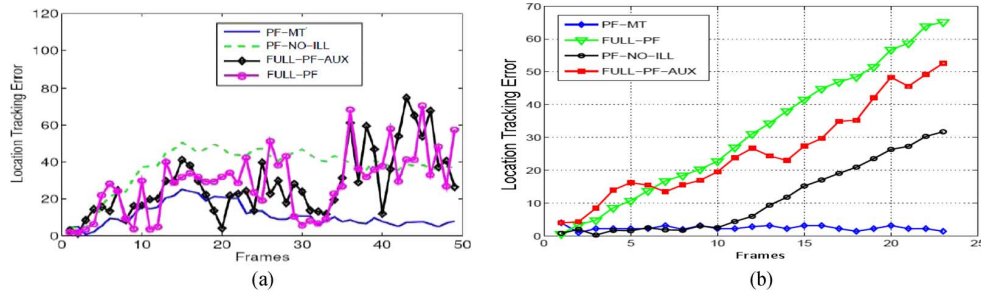 (a)
120
100
80
60
40
20
0
Location Tracking Error
PF-MT
PF-NO-ILL
FULL-PF-AUX
FULL-PF
0
10
20
30
40
50
Frames
(a)
(b)
70
60
50
40
30
20
10
0
Location Tracking Error
PF-MT
FULL-PF
PF-NO-ILL
FULL-PF-AUX
0
5
10
15
20
25
Frames
(b)